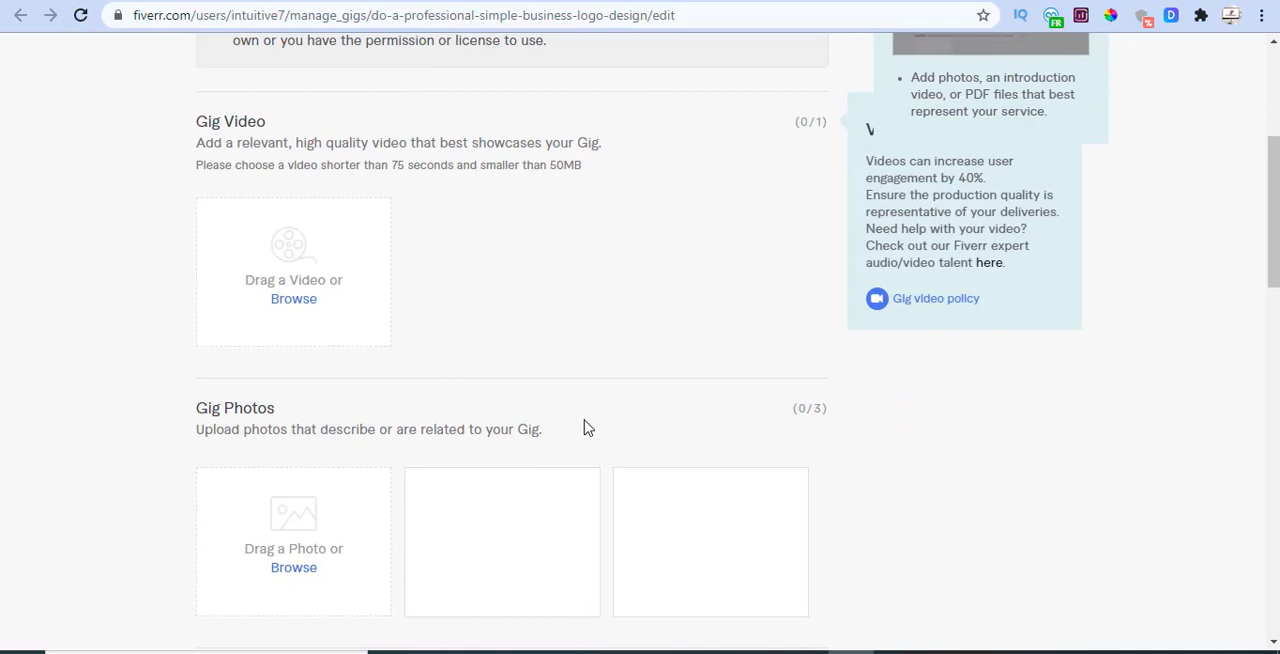 fiverr.com/users/intuitive7/manage_gigs/do-a-professional-simple-business-logo-design/edit
IQ
FR
D
own or you have the permission or license to use.
• Add photos, an introduction
video, or PDF files that best
represent your service.
Gig Video
(0/1)
Add a relevant, high quality video that best showcases your Gig.
Please choose a video shorter than 75 seconds and smaller than 50MB
Drag a Video or
Browse
Videos can increase user
engagement by 40%.
Ensure the production quality is
representative of your deliveries.
Need help with your video?
Check out our Fiverr expert
audio/video talent here.
Gig video policy
Gig Photos
(0/3)
Upload photos that describe or are related to your Gig.
Drag a Photo or
Browse